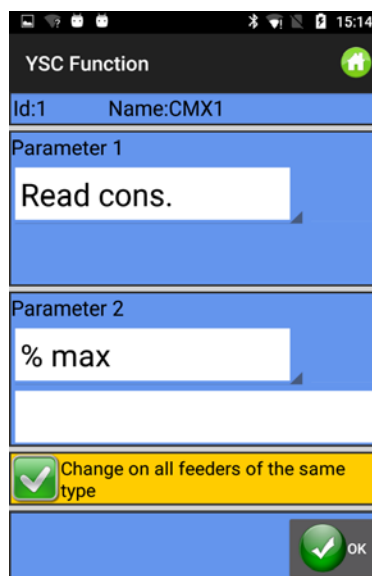 15:14
YSC Function
Id:1 Name:CMX1
Parameter 1
Read cons.
Parameter 2
% max
Change on all feeders of the same
type
OK